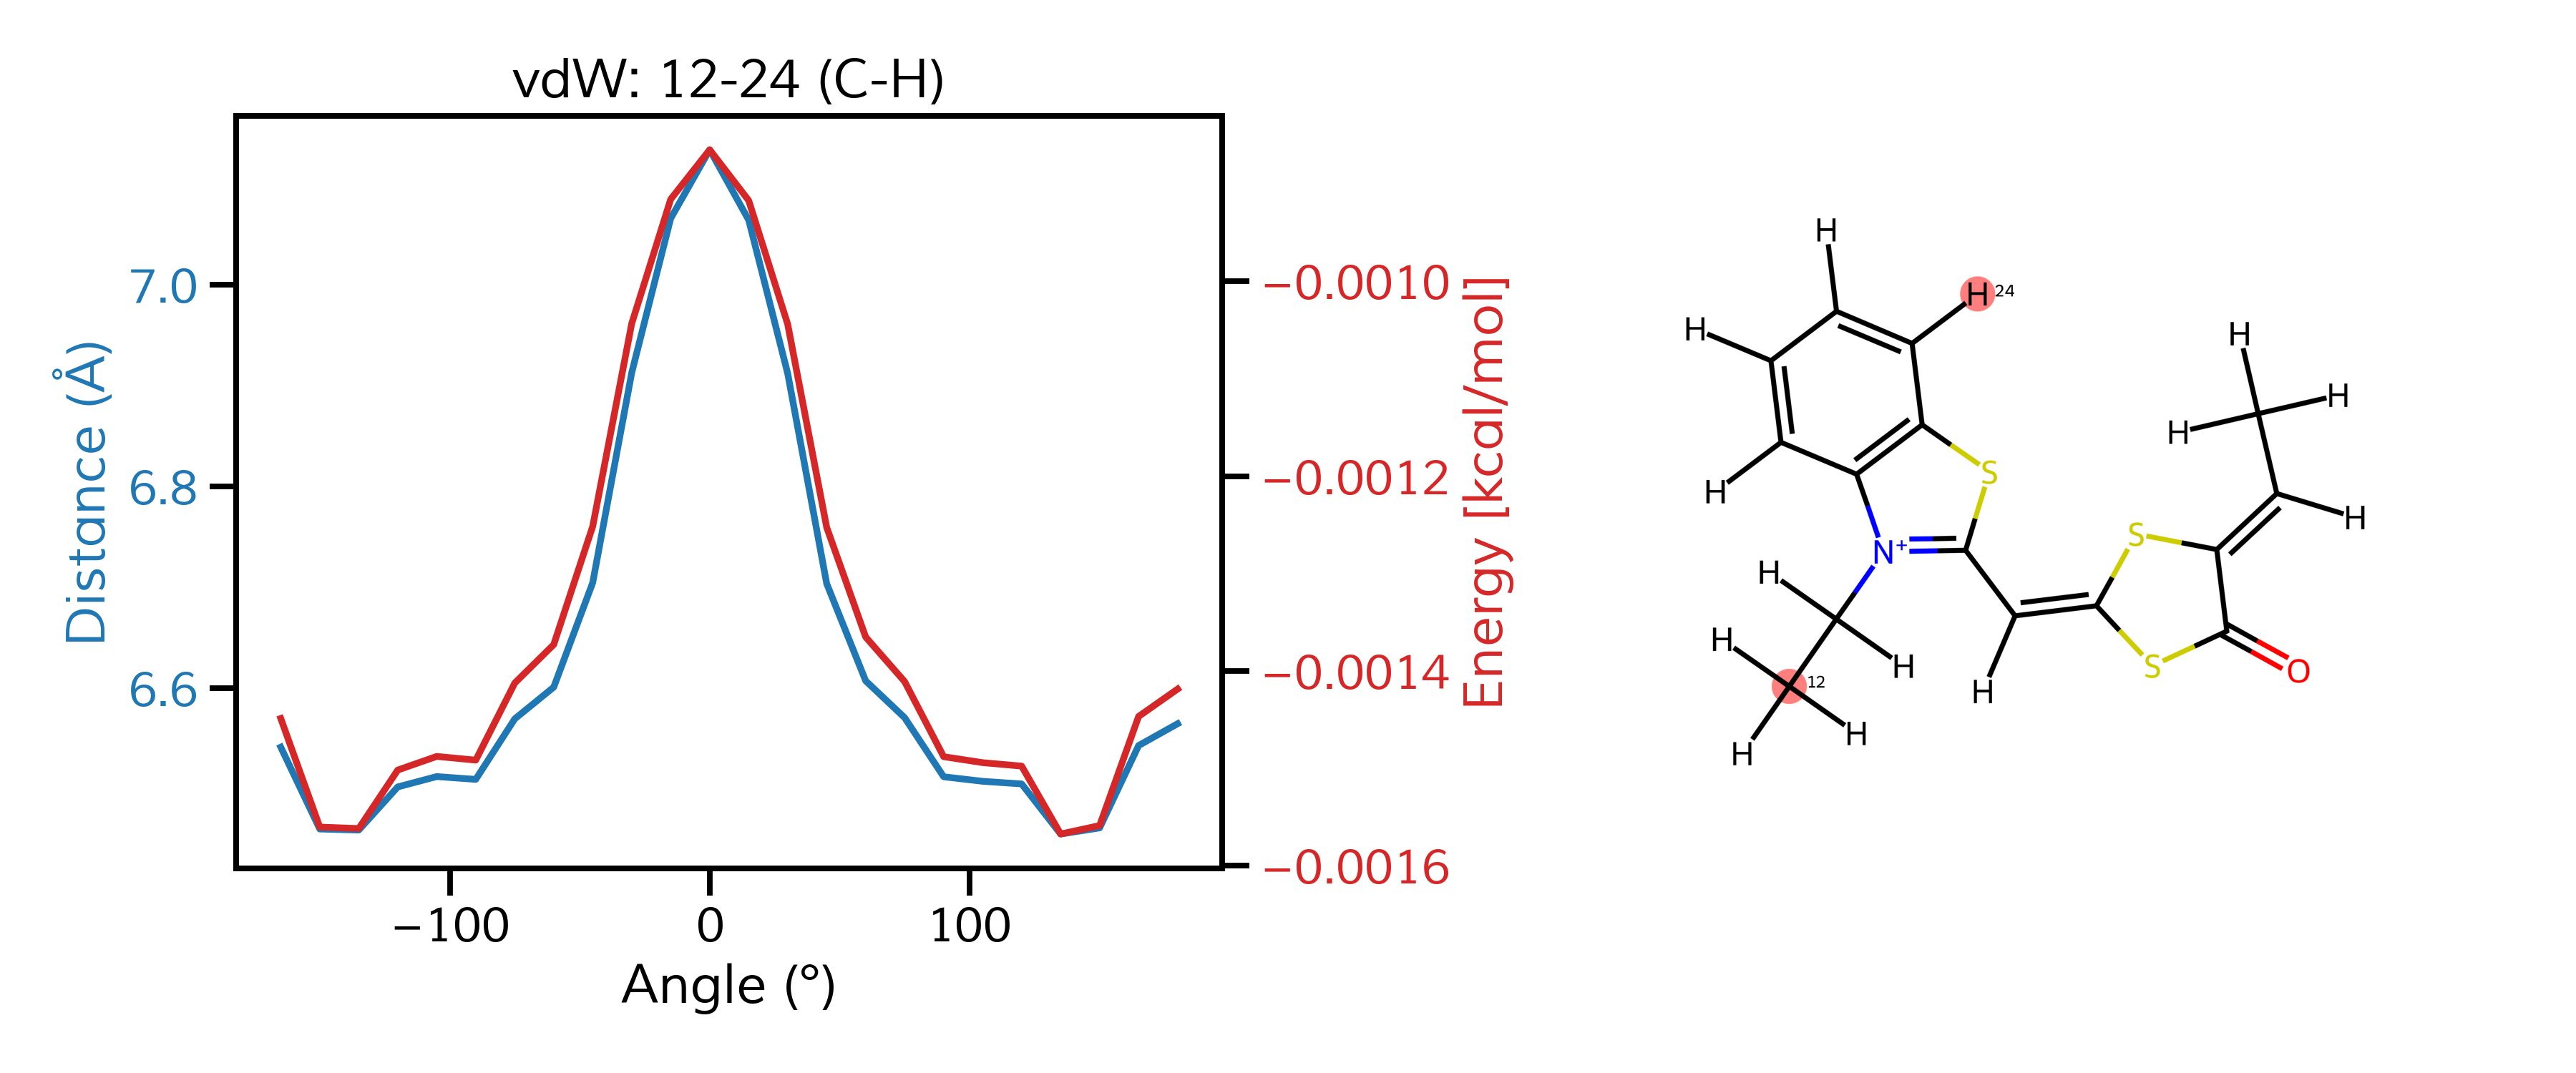 vdW: 12-24 (C-H)
Distance (Å)
7.0
6.8
6.6
−0.0010
−0.0012
−0.0014
−0.0016
Energy [kcal/mol]
−100
0
100
Angle (°)
H
H 24
H
H
H
H
S
H
S
H
N+
H
H
H
S
O
12
H
H
H
H